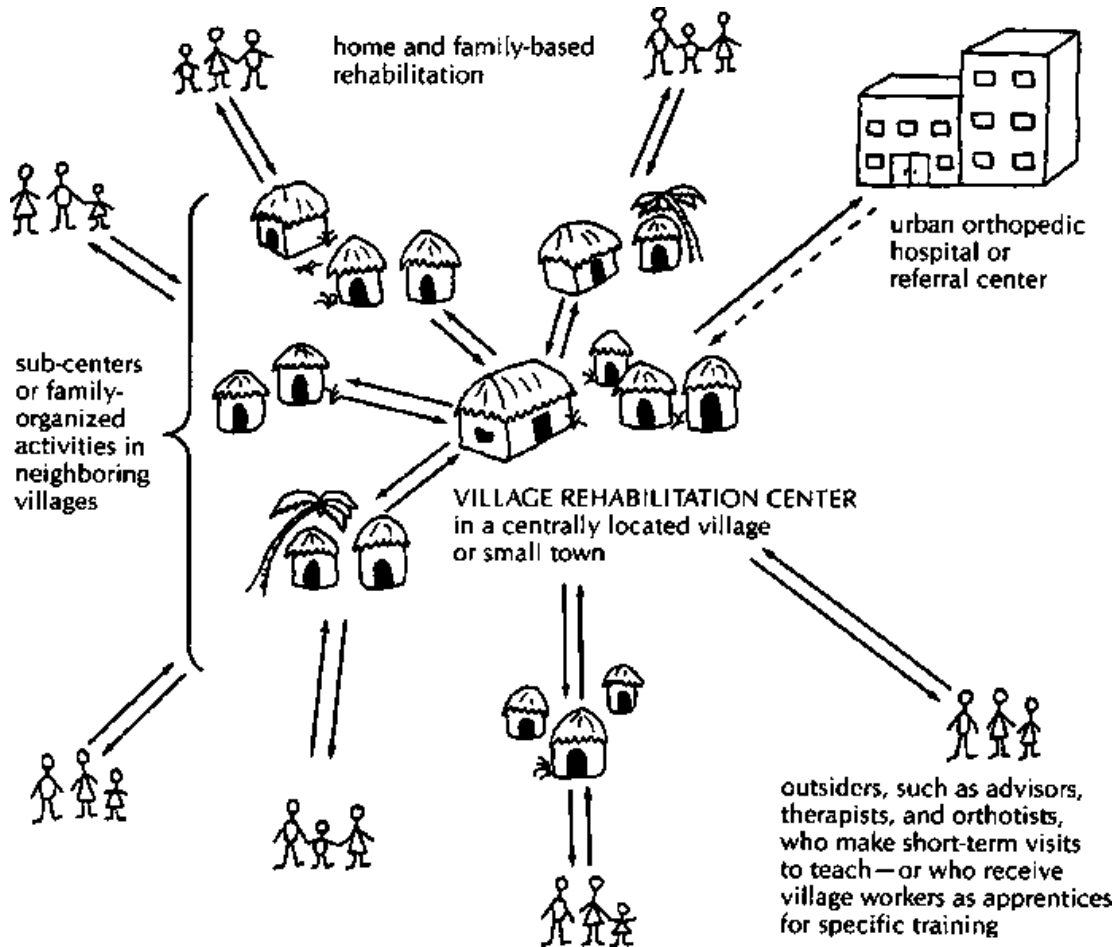 home and family-based
rehabilitation
urban orthopedic
hospital or
referral center
sub-centers
or family-
organized
activities in
neighboring
villages
VILLAGE REHABILITATION CENTER
in a centrally located village
or small town
outsiders, such as advisors,
therapists, and orthotists,
who make short-term visits
to teach—or who receive
village workers as apprentices
for specific training